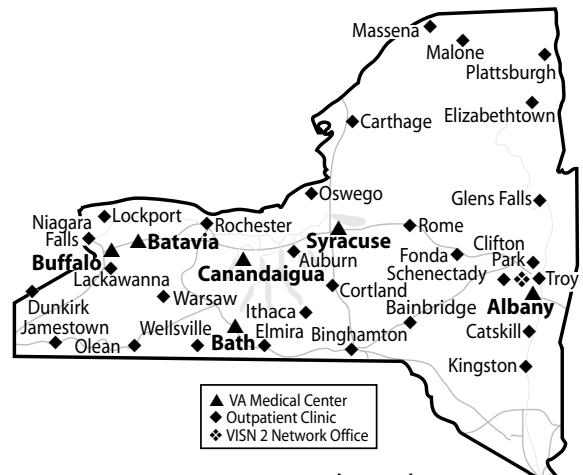 Massena
Malone
Plattsburgh
Elizabethtown
Carthage
Oswego
Glens Falls
Lockport
Niagara
Falls
Rochester
Rome
Batavia
Syracuse
Clifton
Park
Buffalo
Auburn
Fonda
Canandaigua
Schenectady
Troy
Lackawanna
Cortland
Warsaw
Bainbridge
Albany
Dunkirk
Ithaca
Jamestown
Wellsville
Elmira
Binghamton
Catskill
Olean
Bath
Kingston
VA Medical Center
Outpatient Clinic
VISN 2 Network Office